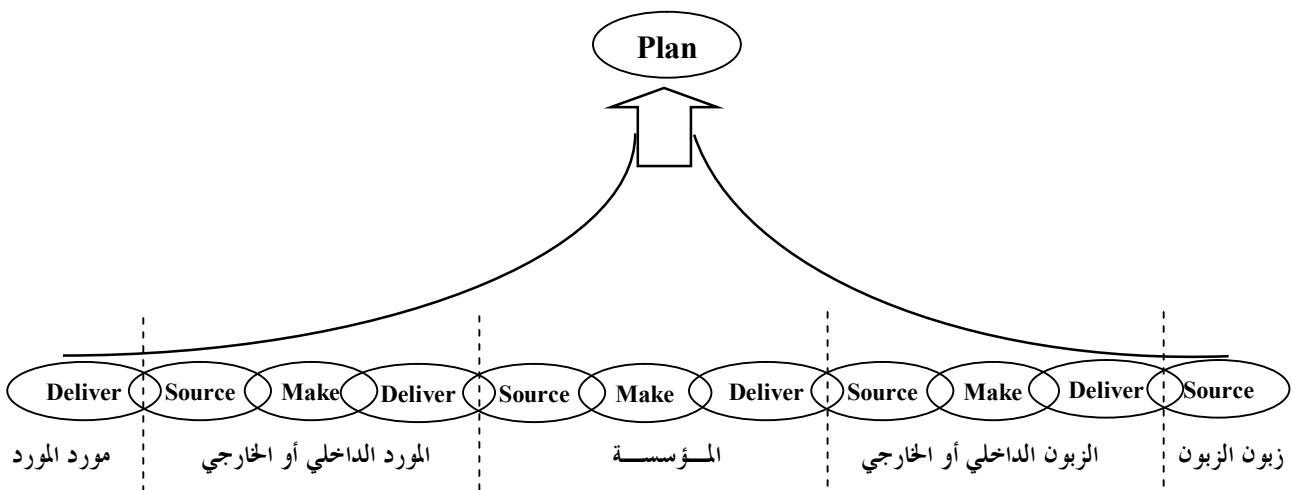 Plan
Deliver Source Make Deliver Source Make Deliver Source Make Deliver Source
مورد المورد المورد الداخلي أو الخارجي المـؤسسـة الزبون الداخلي أو الخارجي زبون الزبون